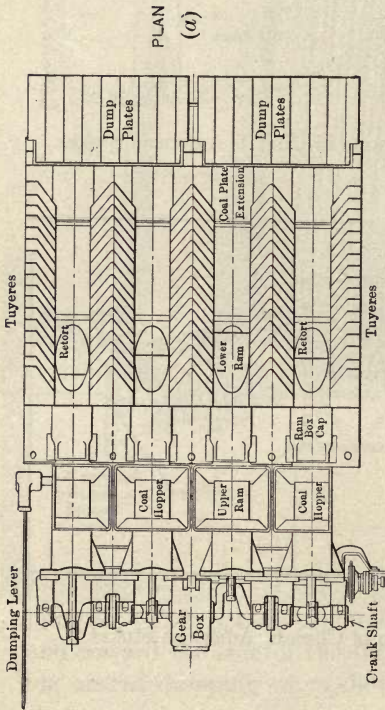 PLAN
(a)
Dump
Plates
Dump
Plates
Tuyeres
Tuyeres
Coal Plate
Extension
Retort
Lower
Ram
Retort
Ram
Box
Cap
Coal
Hopper
Upper
Ram
Coal
Hopper
Dumping Lever
Gear
Box
Crank Shaft